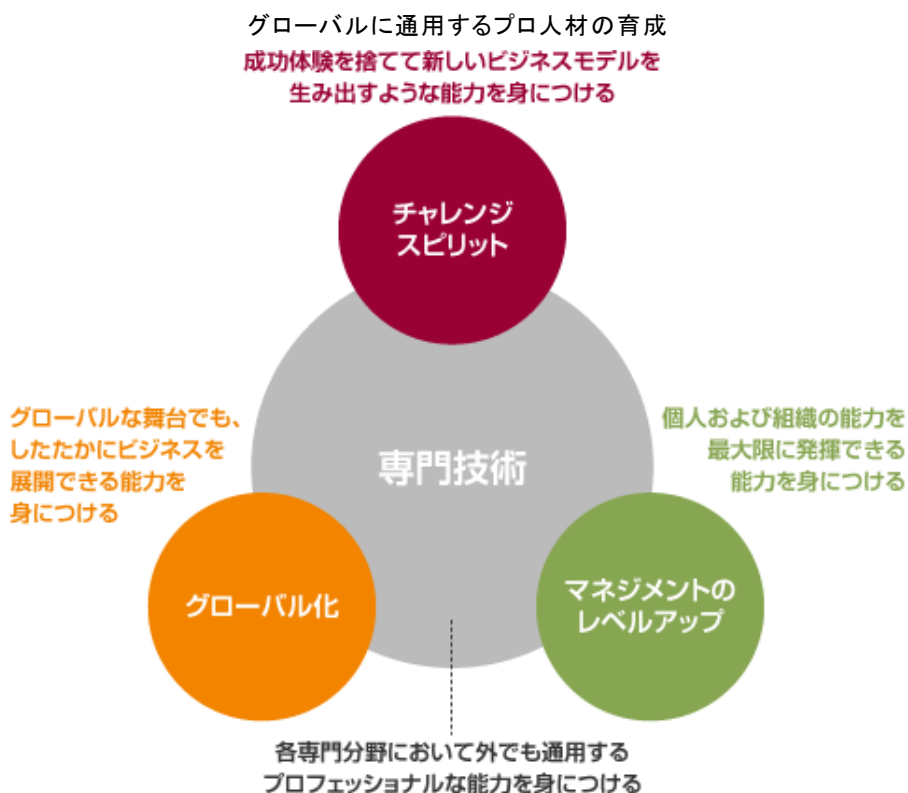 グローバルに通用するプロ人材の育成
成功体験を捨てて新しいビジネスモデルを
生み出すような能力を身につける
チャレンジ
スピリット
グローバルな舞台でも、
したたかにビジネスを
展開できる能力を
身につける
個人および組織の能力を
最大限に発揮できる
能力を身につける
専門技術
グローバル化
マネジメントの
レベルアップ
各専門分野において外でも通用する
プロフェッショナルな能力を身につける